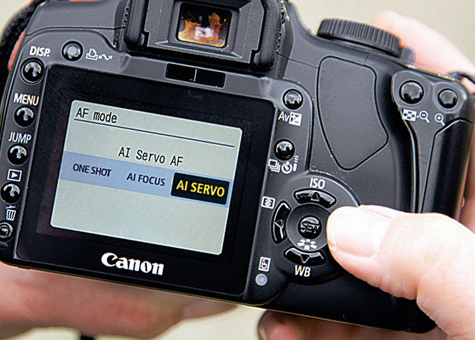 DISP.
MENU
JUMP
AF mode
AI Servo AF
ONE SHOT AI FOCUS AI SERVO
Canon
Av
ISO
SET
WB